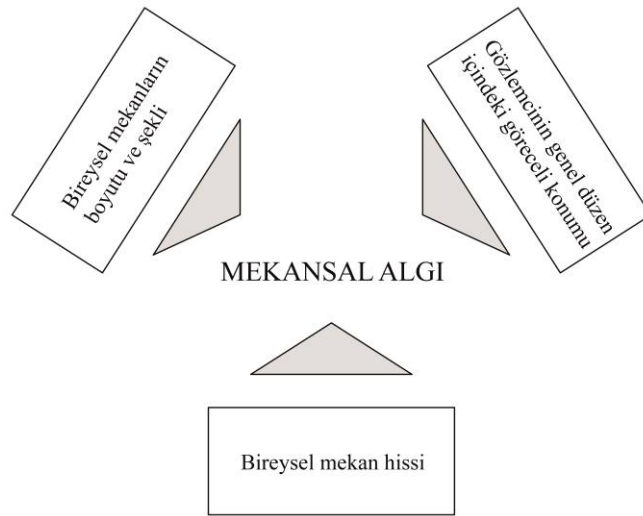 Bireysel mekanların
boyutu ve şekli
Gözlemcinin genel düzen
içindeki göreceli konumu
MEKANSAL ALGI
Bireysel mekan hissi